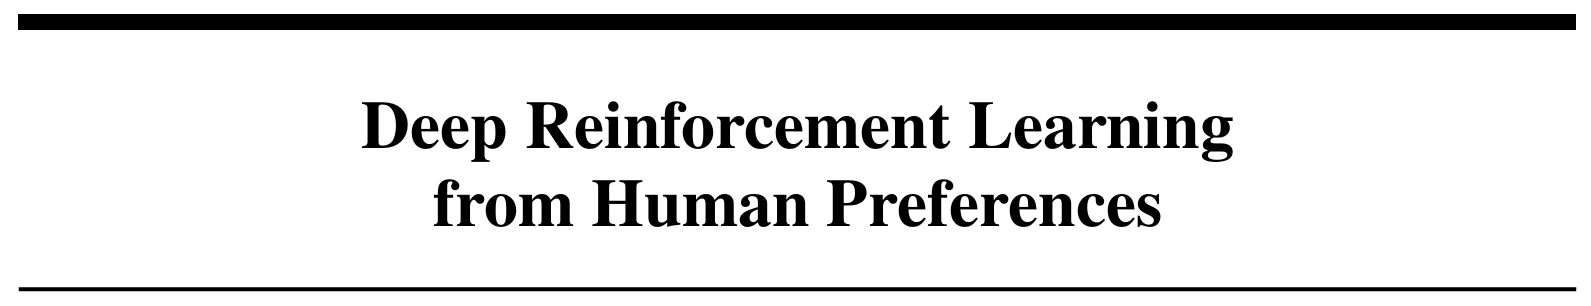 Deep Reinforcement Learning
from Human Preferences